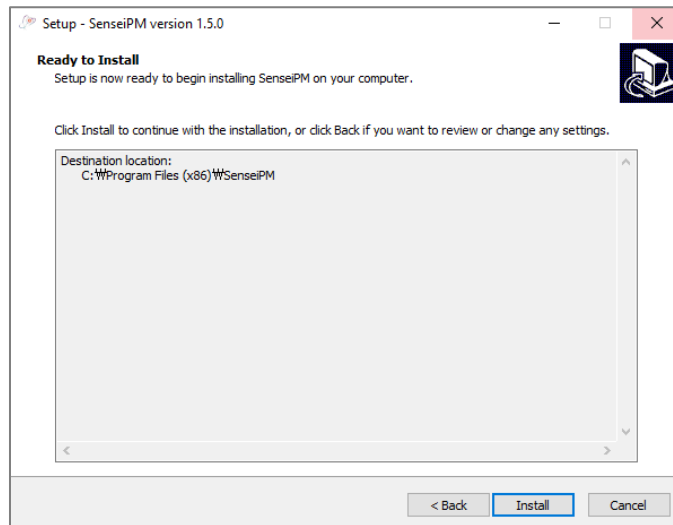 Setup - SenseiPM version 1.5.0
Ready to Install
Setup is now ready to begin installing SenseiPM on your computer.
Click Install to continue with the installation, or click Back if you want to review or change any settings.
Destination location:
C:₩Program Files (x86)₩SenseiPM
< Back Install Cancel